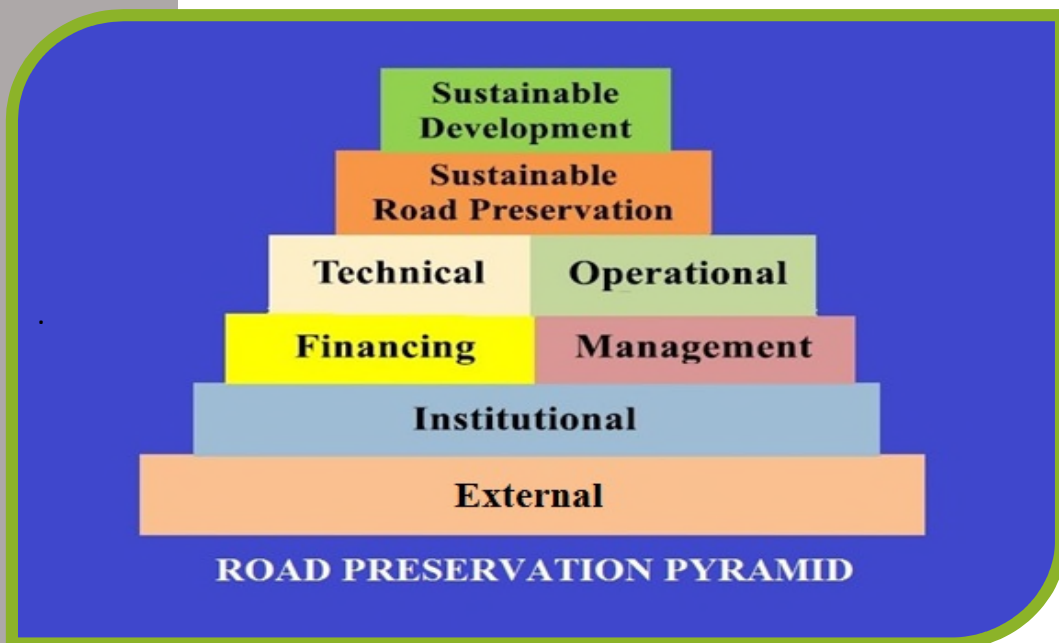 Sustainable
Development
Sustainable
Road Preservation
Technical Operational
Financing Management
Institutional
External
ROAD PRESERVATION PYRAMID